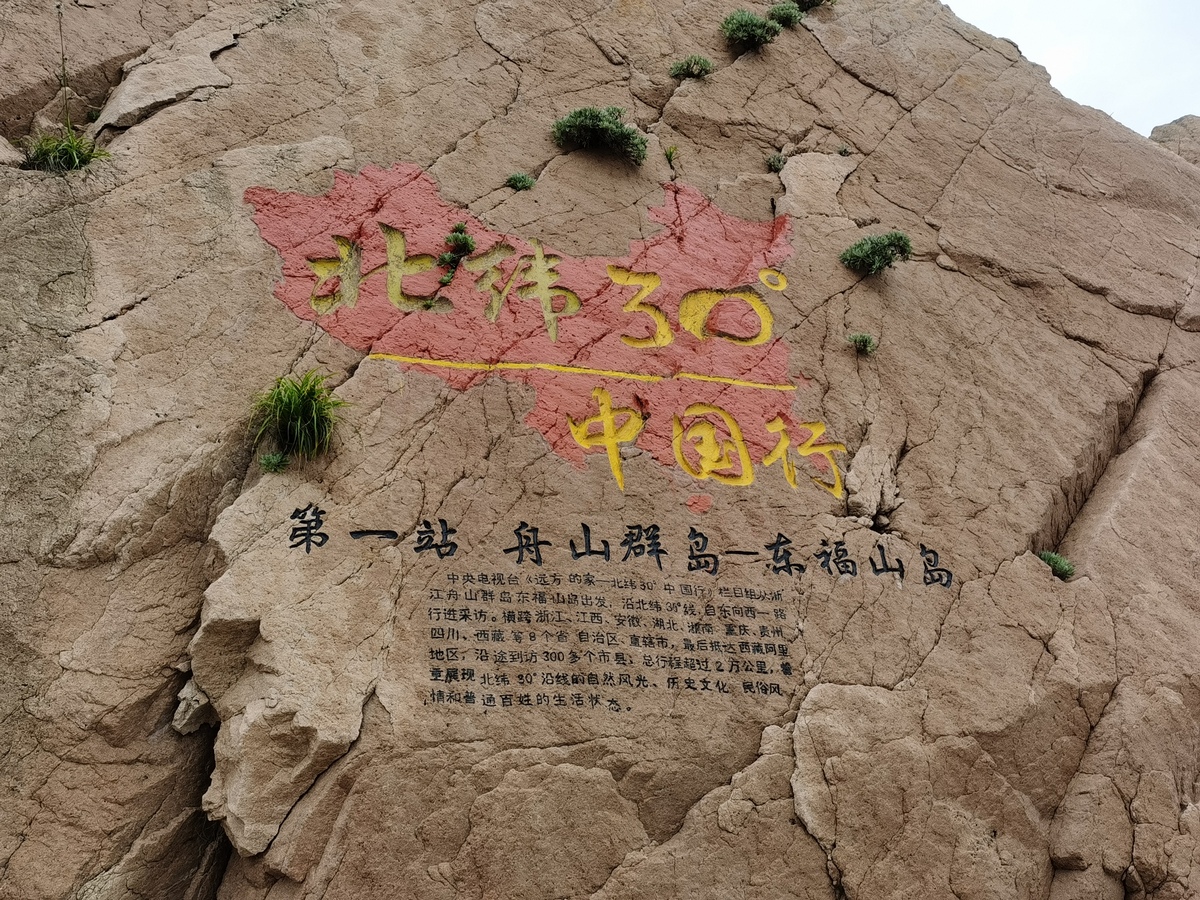 北纬30°
中国行
第一站 舟山群岛—东福山岛
中央电视台《远方的家—北纬30°中国行》栏目组从浙
江舟山群岛东福山岛出发，沿北纬30°线，自东向西一路
行进采访。横跨浙江、江西、安徽、湖北、湖南、重庆、贵州、
四川、西藏等8个省、自治区、直辖市，最后抵达西藏阿里
地区，沿途到访300多个市县；总行程超过2万公里，着
重展现北纬30°沿线的自然风光、历史文化、民俗风
情和普通百姓的生活状态。